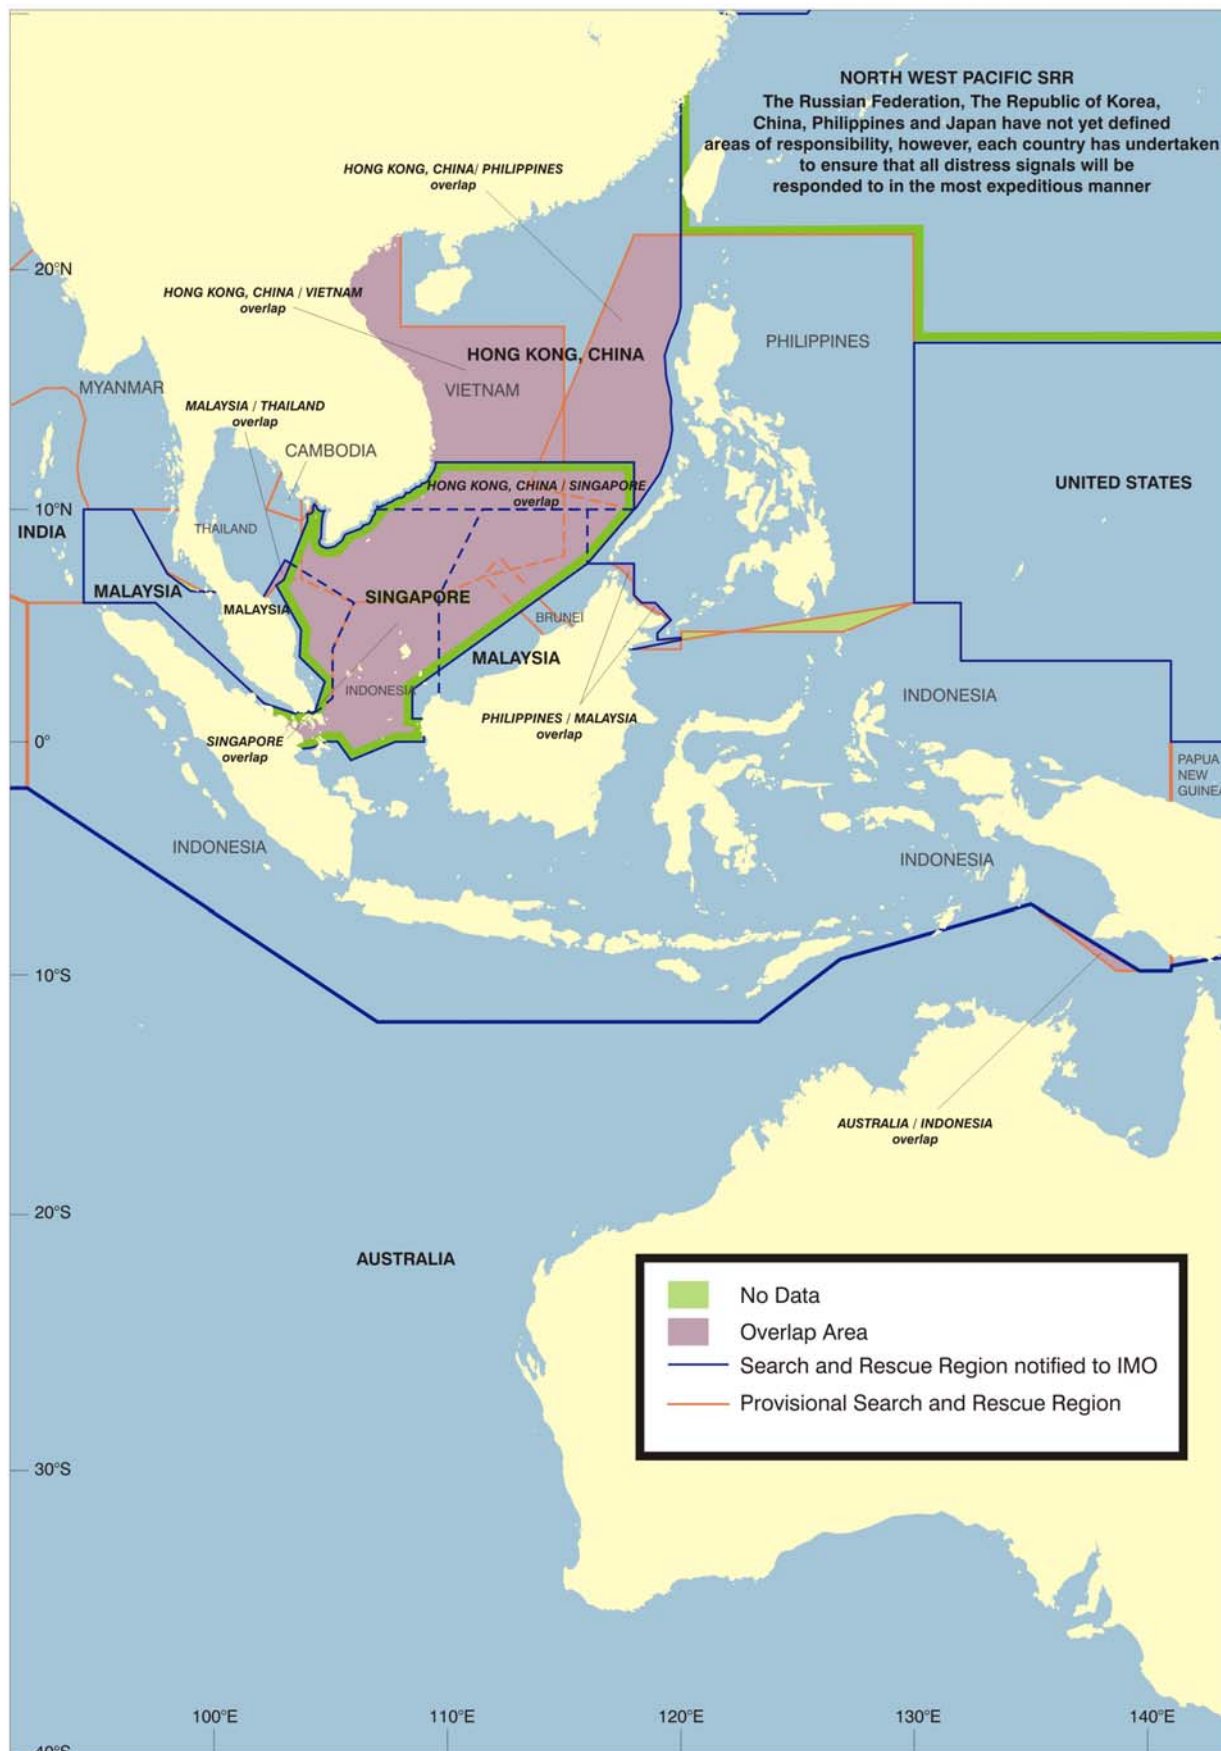 NORTH WEST PACIFIC SRR
The Russian Federation, The Republic of Korea,
China, Philippines and Japan have not yet defined
areas of responsibility, however, each country has undertaken
to ensure that all distress signals will be
responded to in the most expeditious manner
HONG KONG, CHINA/ PHILIPPINES
overlap
20°N
HONG KONG, CHINA / VIETNAM
overlap
PHILIPPINES
HONG KONG, CHINA
MYANMAR
VIETNAM
MALAYSIA / THAILAND
overlap
CAMBODIA
HONG KONG, CHINA / SINGAPORE
overlap
UNITED STATES
10°N
THAILAND
INDIA
MALAYSIA
SINGAPORE
MALAYSIA
BRUNEI
MALAYSIA
INDONESIA
INDONESIA
PHILIPPINES / MALAYSIA
overlap
SINGAPORE
overlap
0°
PAPUA
NEW
GUINEA
INDONESIA
INDONESIA
10°S
AUSTRALIA / INDONESIA
overlap
20°S
AUSTRALIA
No Data
Overlap Area
Search and Rescue Region notified to IMO
Provisional Search and Rescue Region
30°S
100°E
110°E
120°E
130°E
140°E
40°S